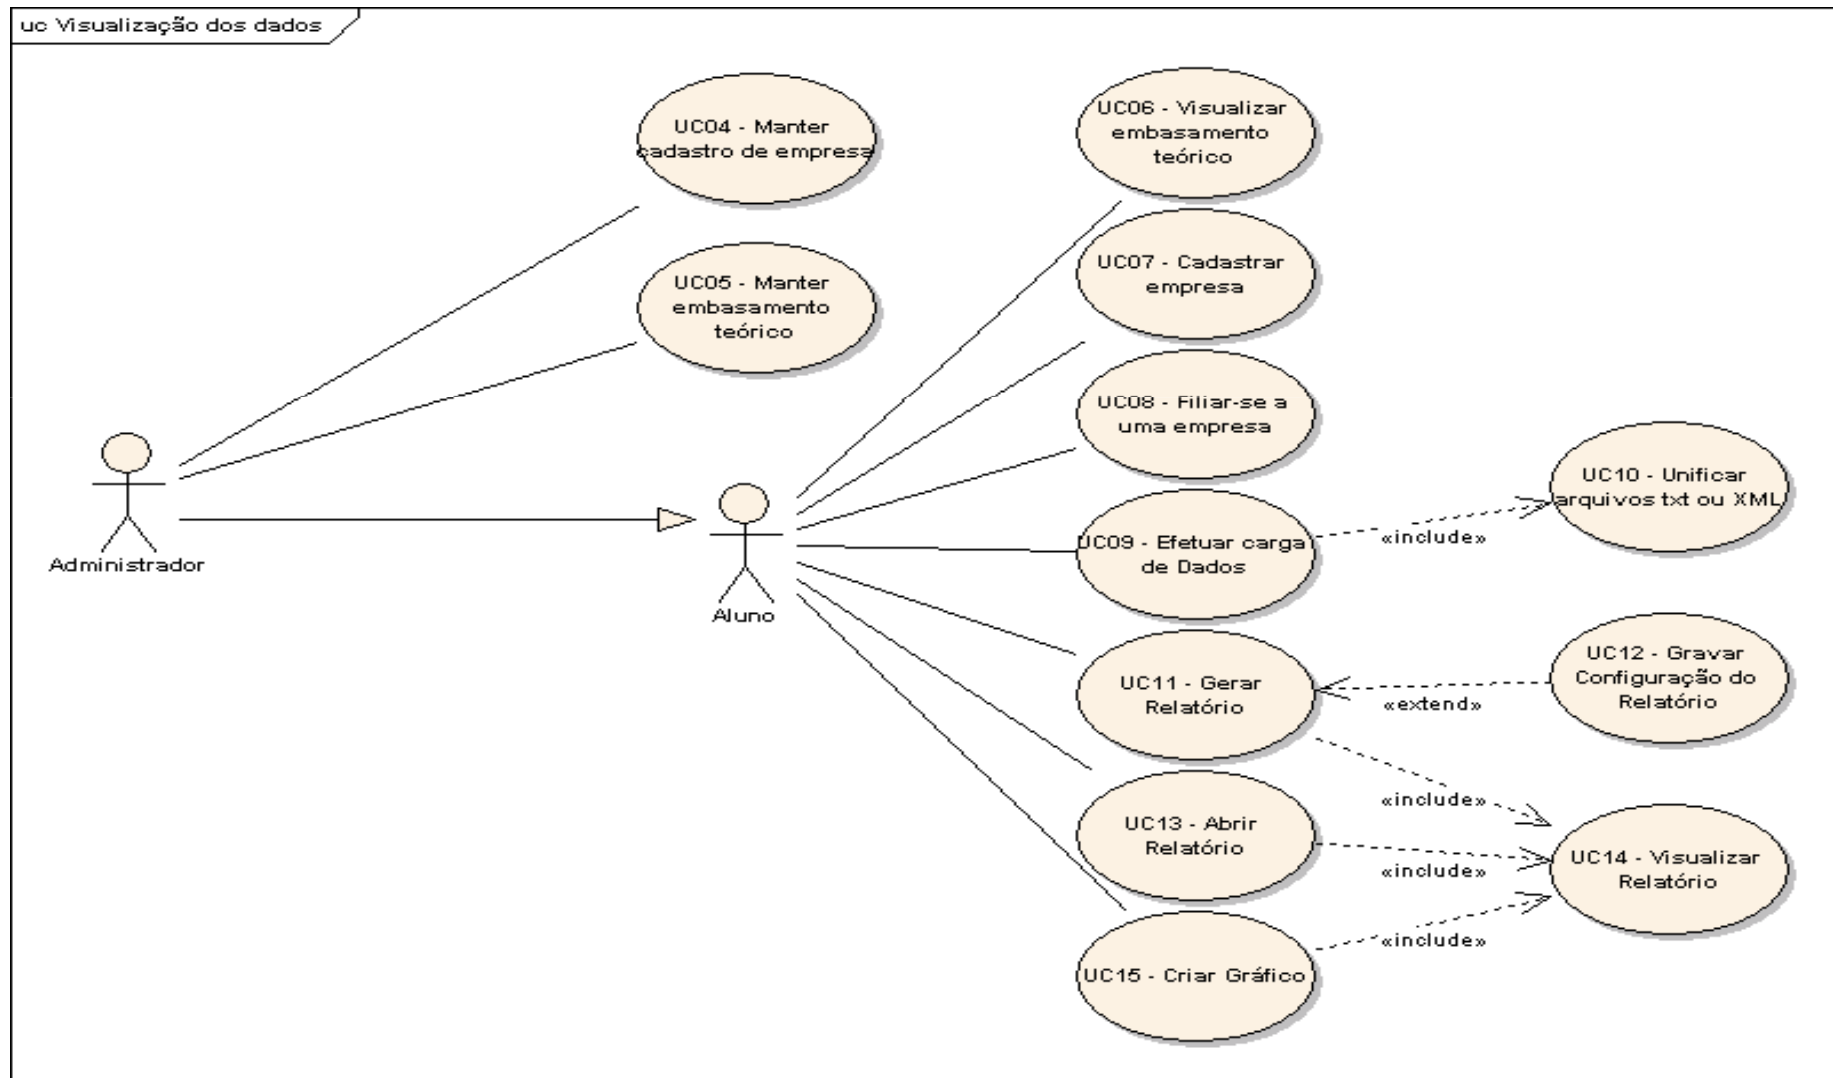 uc Visualização dos dados
UC04 - Manter
cadastro de empresa
UC05 - Manter
embasamento
teórico
UC06 - Visualizar
embasamento
teórico
UC07 - Cadastrar
empresa
UC08 - Filiar-se a
uma empresa
UC09 - Efetuar carga
de Dados
«include»
UC10 - Unificar
arquivos txt ou XML
Administrador
Aluno
UC11 - Gerar
Relatório
«extend»
UC12 - Gravar
Configuração do
Relatório
«include»
UC13 - Abrir
Relatório
«include»
UC14 - Visualizar
Relatório
«include»
UC15 - Criar Gráfico